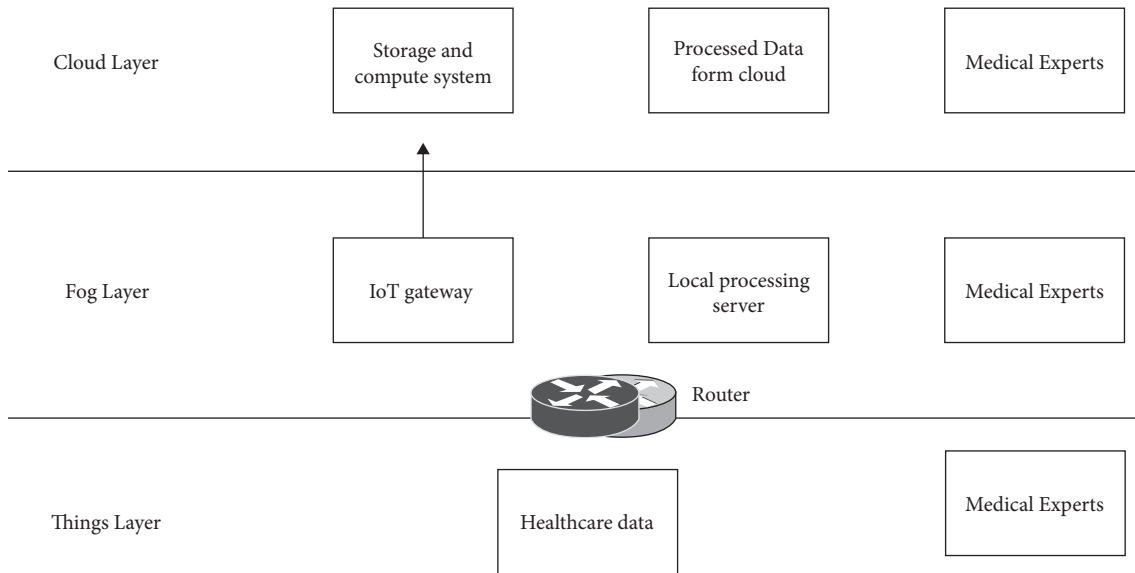 Cloud Layer
Storage and
compute system
Processed Data
form cloud
Medical Experts
Fog Layer
IoT gateway
Local processing
server
Medical Experts
Router
Things Layer
Healthcare data
Medical Experts